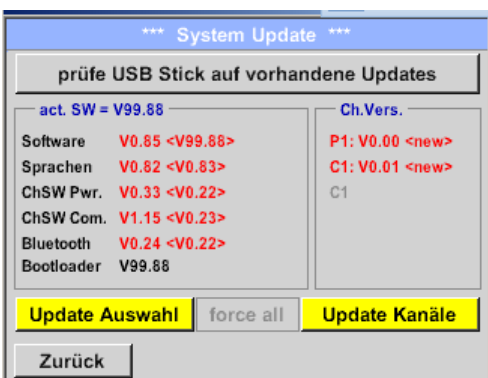 *** System Update ***
prüfe USB Stick auf vorhandene Updates
act. SW = V99.88
Software V0.85 <V99.88>
Sprachen V0.82 <V0.83>
ChSW Pwr. V0.33 <V0.22>
ChSW Com. V1.15 <V0.23>
Bluetooth V0.24 <V0.22>
Bootloader V99.88
Ch.Vers.
P1: V0.00 <new>
C1: V0.01 <new>
C1
Update Auswahl
force all
Update Kanäle
Zurück